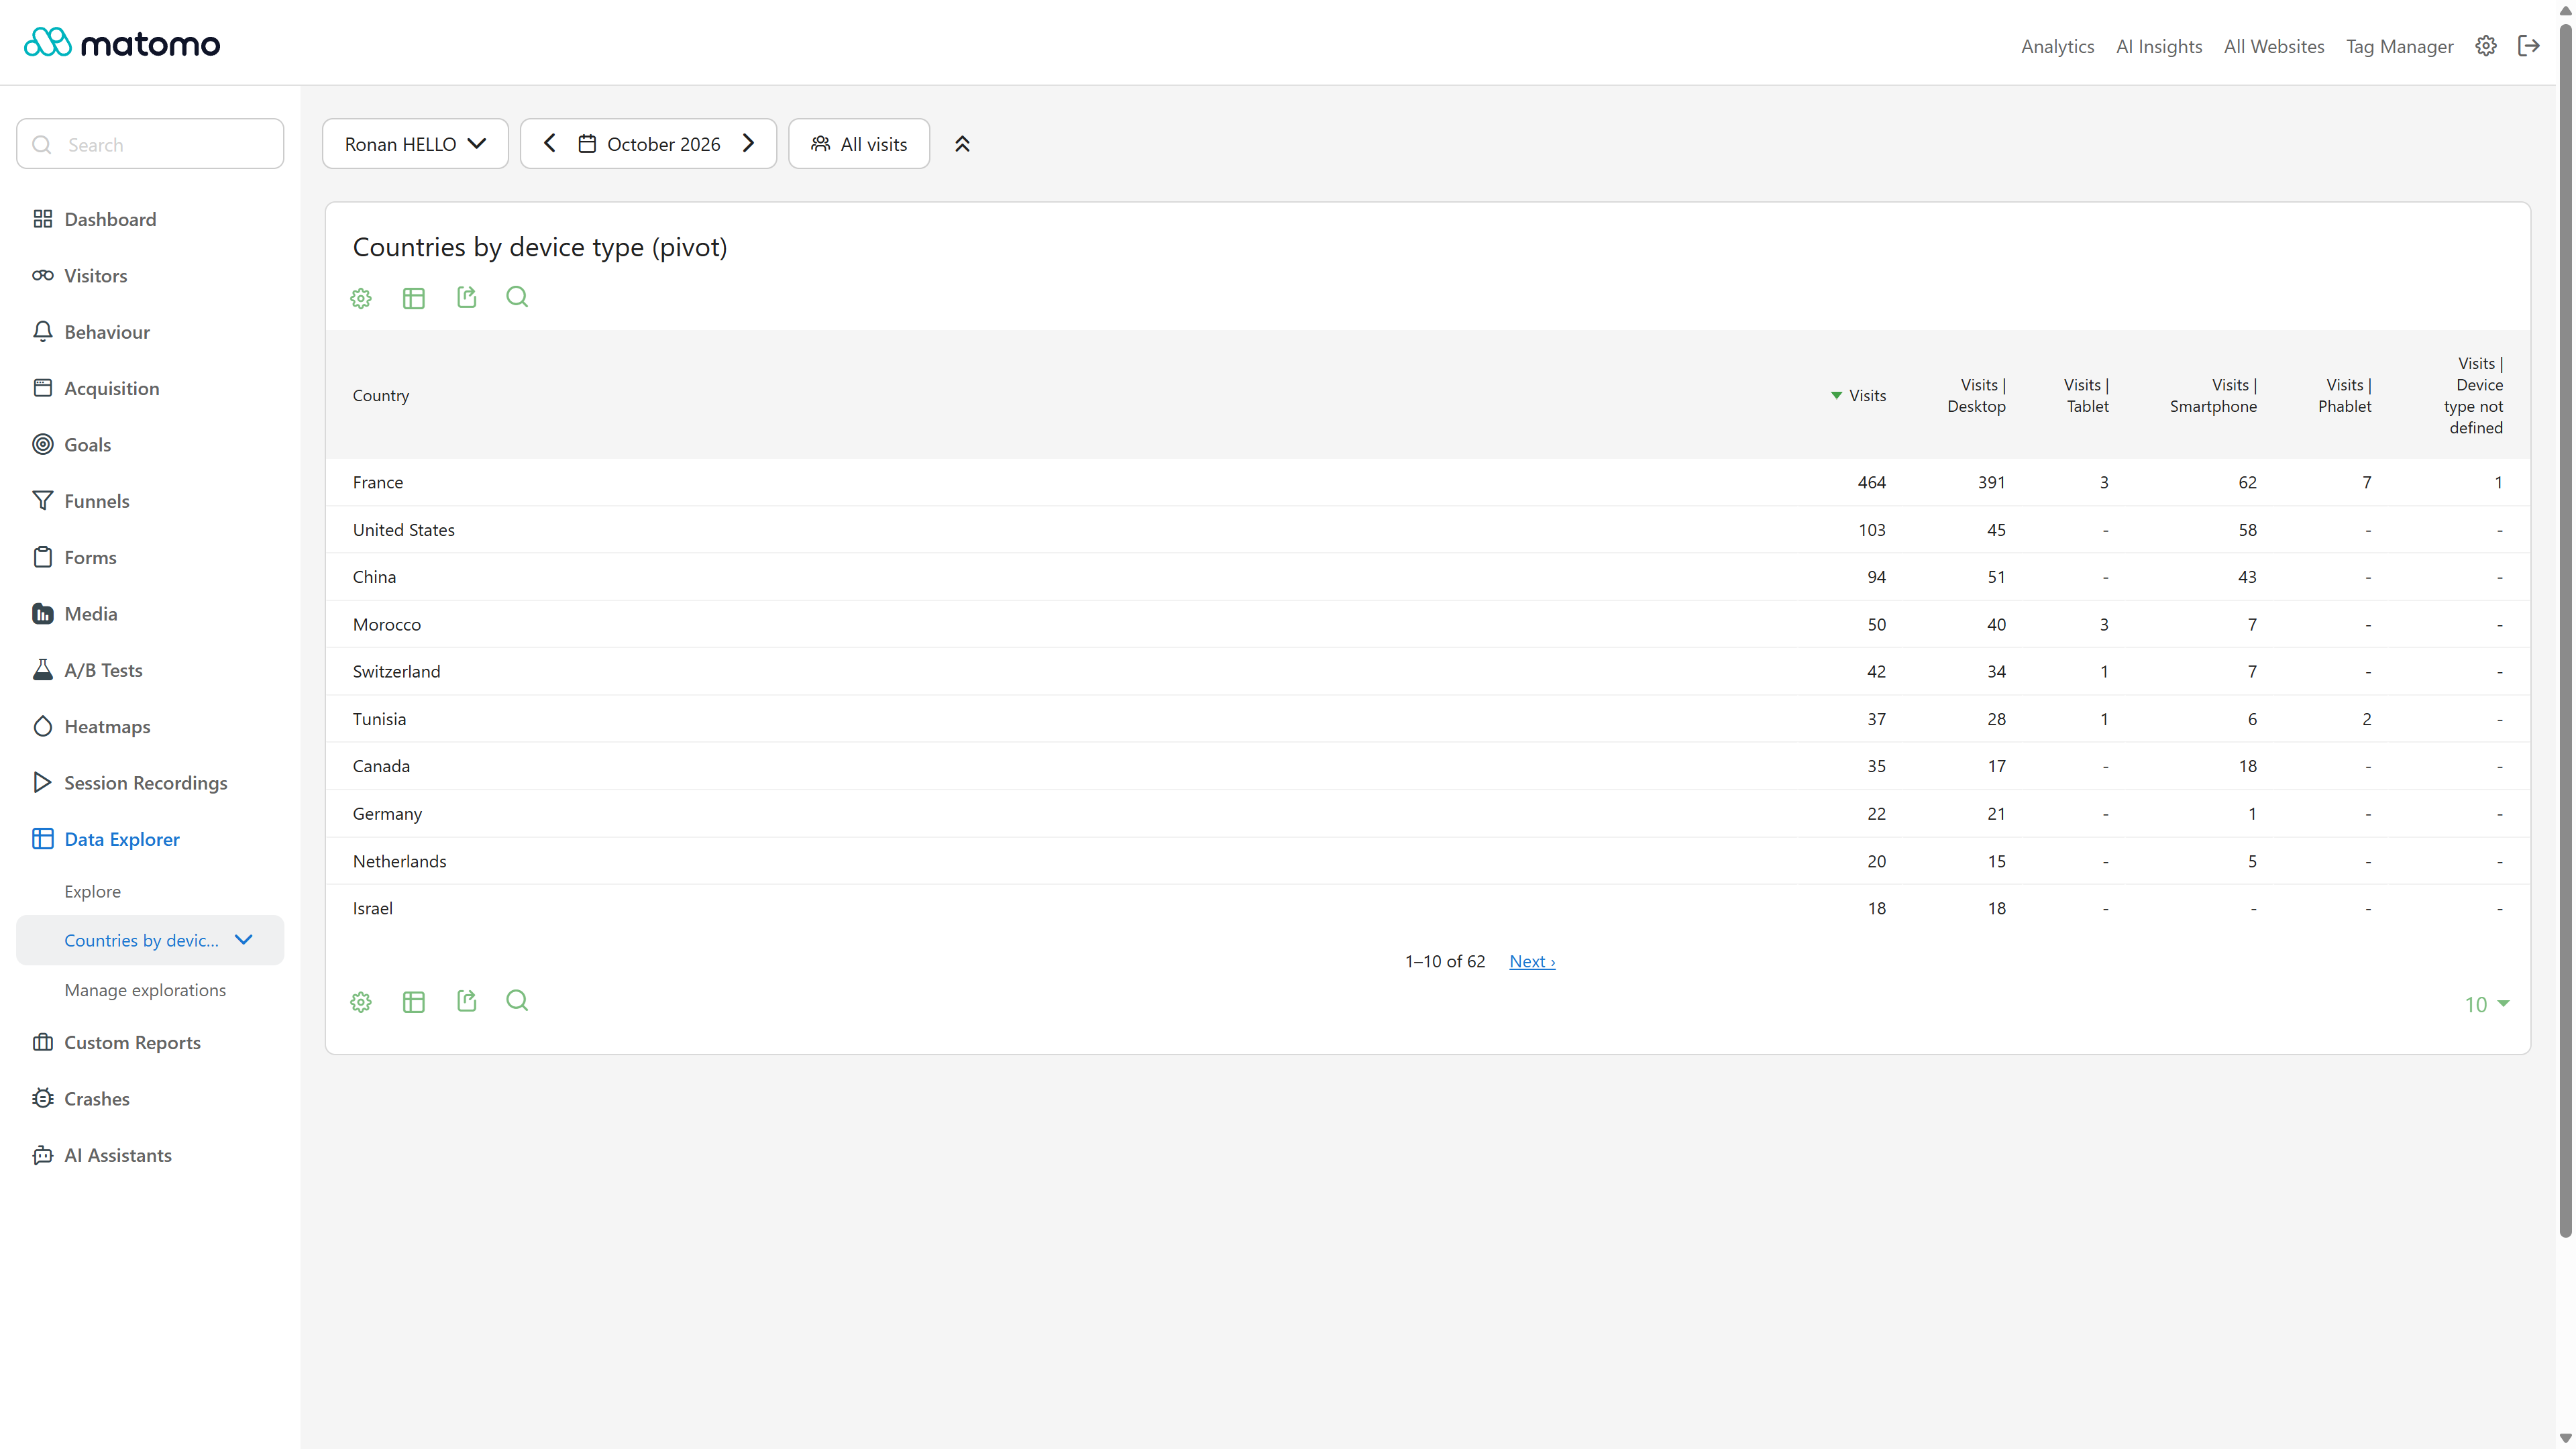 matomo
Analytics AI Insights All Websites Tag Manager
Search
Ronan HELLO October 2026 All visits
Dashboard
Visitors
Behaviour
Acquisition
Goals
Funnels
Forms
Media
A/B Tests
Heatmaps
Session Recordings
Data Explorer
Explore
Countries by devic...
Manage explorations
Custom Reports
Crashes
AI Assistants
Countries by device type (pivot)
Country Visits Visits | Desktop Visits | Tablet Visits | Smartphone Visits | Phablet Visits | Device type not defined
France 464 391 3 62 7 1
United States 103 45 - 58 - -
China 94 51 - 43 - -
Morocco 50 40 3 7 - -
Switzerland 42 34 1 7 - -
Tunisia 37 28 1 6 2 -
Canada 35 17 - 18 - -
Germany 22 21 - 1 - -
Netherlands 20 15 - 5 - -
Israel 18 18 - - - -
1–10 of 62 Next ›
10